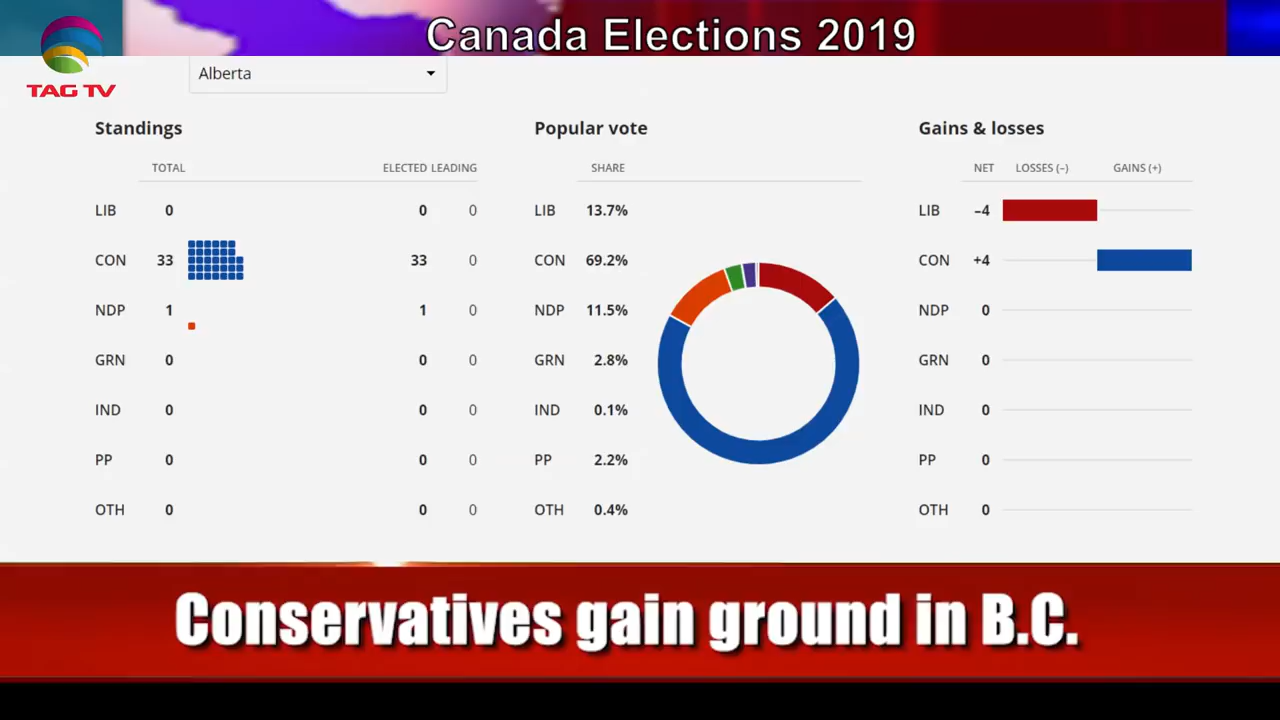 Canada Elections 2019
TAG TV
Alberta
Standings
TOTAL ELECTED LEADING
LIB 0 0 0
CON 33 33 0
NDP 1 1 0
GRN 0 0 0
IND 0 0 0
PP 0 0 0
OTH 0 0 0
Popular vote
SHARE
LIB 13.7%
CON 69.2%
NDP 11.5%
GRN 2.8%
IND 0.1%
PP 2.2%
OTH 0.4%
Gains & losses
NET LOSSES (–) GAINS (+)
LIB –4
CON +4
NDP 0
GRN 0
IND 0
PP 0
OTH 0
Conservatives gain ground in B.C.